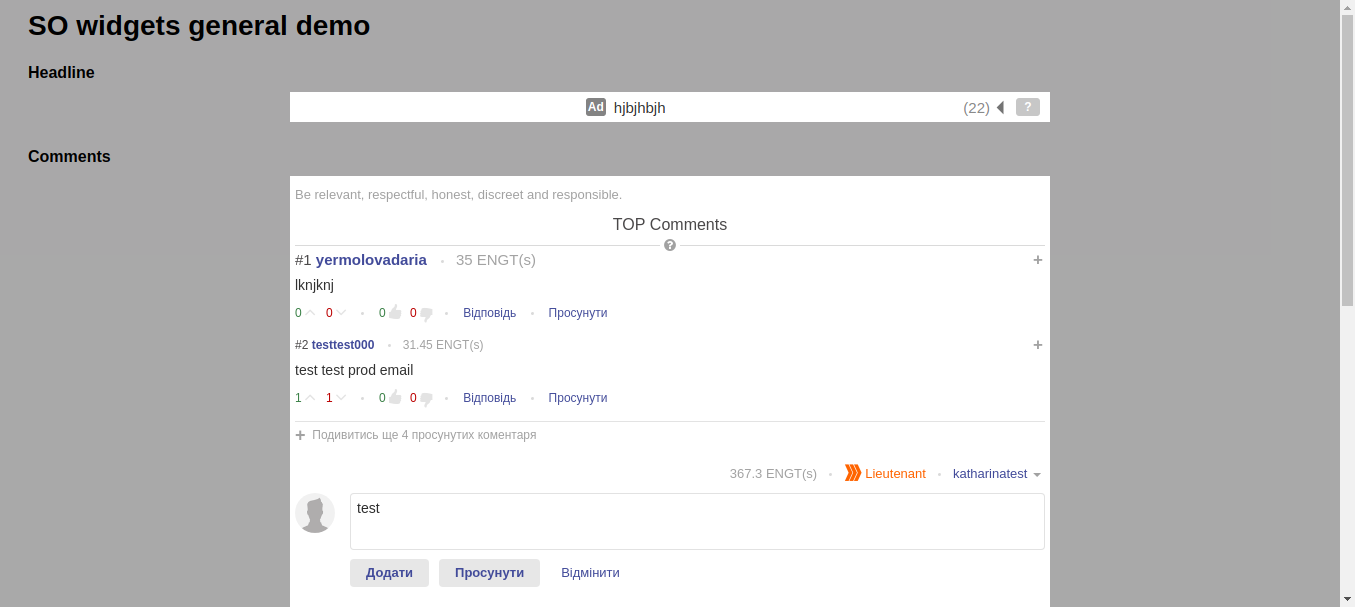 SO widgets general demo
Headline
Ad hjbjhbjh (22) ?
Comments
Be relevant, respectful, honest, discreet and responsible.
TOP Comments
?
#1 yermolovadaria • 35 ENGT(s) +
lknjknj
0 0 • 0 0 • Відповідь • Просунути
#2 testtest000 • 31.45 ENGT(s) +
test test prod email
1 1 • 0 0 • Відповідь • Просунути
+ Подивитись ще 4 просунутих коментаря
367.3 ENGT(s) • Lieutenant • katharinatest
test
Додати Просунути Відмінити